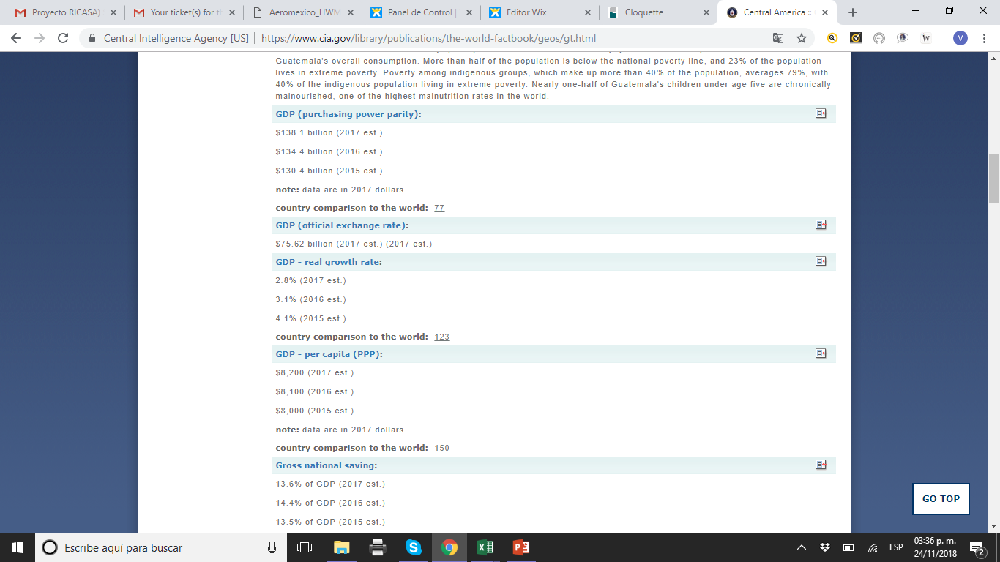 Proyecto RICASA)
Your ticket(s) for th
Aeromexico_HWM
Panel de Control |
Editor Wix
Cloquette
Central America ::
Central Intelligence Agency [US]
https://www.cia.gov/library/publications/the-world-factbook/geos/gt.html
W
V
Guatemala's overall consumption. More than half of the population is below the national poverty line, and 23% of the population
lives in extreme poverty. Poverty among indigenous groups, which make up more than 40% of the population, averages 79%, with
40% of the indigenous population living in extreme poverty. Nearly one-half of Guatemala's children under age five are chronically
malnourished, one of the highest malnutrition rates in the world.
GDP (purchasing power parity):
$138.1 billion (2017 est.)
$134.4 billion (2016 est.)
$130.4 billion (2015 est.)
note: data are in 2017 dollars
country comparison to the world: 77
GDP (official exchange rate):
$75.62 billion (2017 est.) (2017 est.)
GDP - real growth rate:
2.8% (2017 est.)
3.1% (2016 est.)
4.1% (2015 est.)
country comparison to the world: 123
GDP - per capita (PPP):
$8,200 (2017 est.)
$8,100 (2016 est.)
$8,000 (2015 est.)
note: data are in 2017 dollars
country comparison to the world: 150
Gross national saving:
13.6% of GDP (2017 est.)
14.4% of GDP (2016 est.)
13.5% of GDP (2015 est.)
GO TOP
Escribe aquí para buscar
ESP
03:36 p. m.
24/11/2018
2